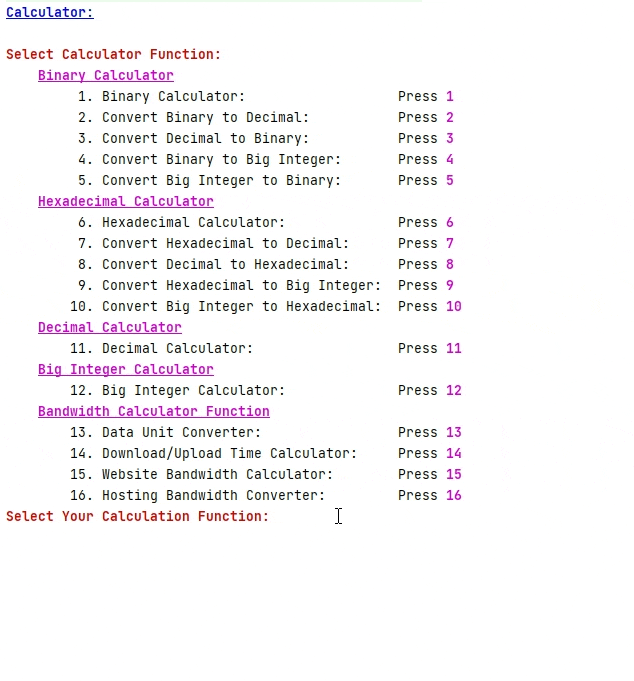 Calculator:
Select Calculator Function:
Binary Calculator
1. Binary Calculator: Press 1
2. Convert Binary to Decimal: Press 2
3. Convert Decimal to Binary: Press 3
4. Convert Binary to Big Integer: Press 4
5. Convert Big Integer to Binary: Press 5
Hexadecimal Calculator
6. Hexadecimal Calculator: Press 6
7. Convert Hexadecimal to Decimal: Press 7
8. Convert Decimal to Hexadecimal: Press 8
9. Convert Hexadecimal to Big Integer: Press 9
10. Convert Big Integer to Hexadecimal: Press 10
Decimal Calculator
11. Decimal Calculator: Press 11
Big Integer Calculator
12. Big Integer Calculator: Press 12
Bandwidth Calculator Function
13. Data Unit Converter: Press 13
14. Download/Upload Time Calculator: Press 14
15. Website Bandwidth Calculator: Press 15
16. Hosting Bandwidth Converter: Press 16
Select Your Calculation Function: